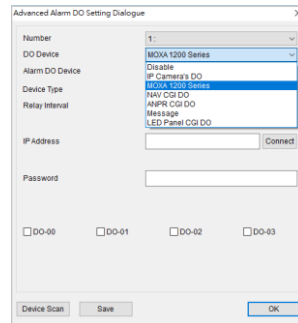 Advanced Alarm DO Setting Dialogue
Number
1 :
DO Device
MOXA 1200 Series
Disable
Alarm DO Device
IP Camera's DO
MOXA 1200 Series
Device Type
NAV CGI DO
ANPR CGI DO
Relay Interval
Message
LED Panel CGI DO
IP Address
Connect
Password
DO-00 DO-01 DO-02 DO-03
Device Scan Save OK